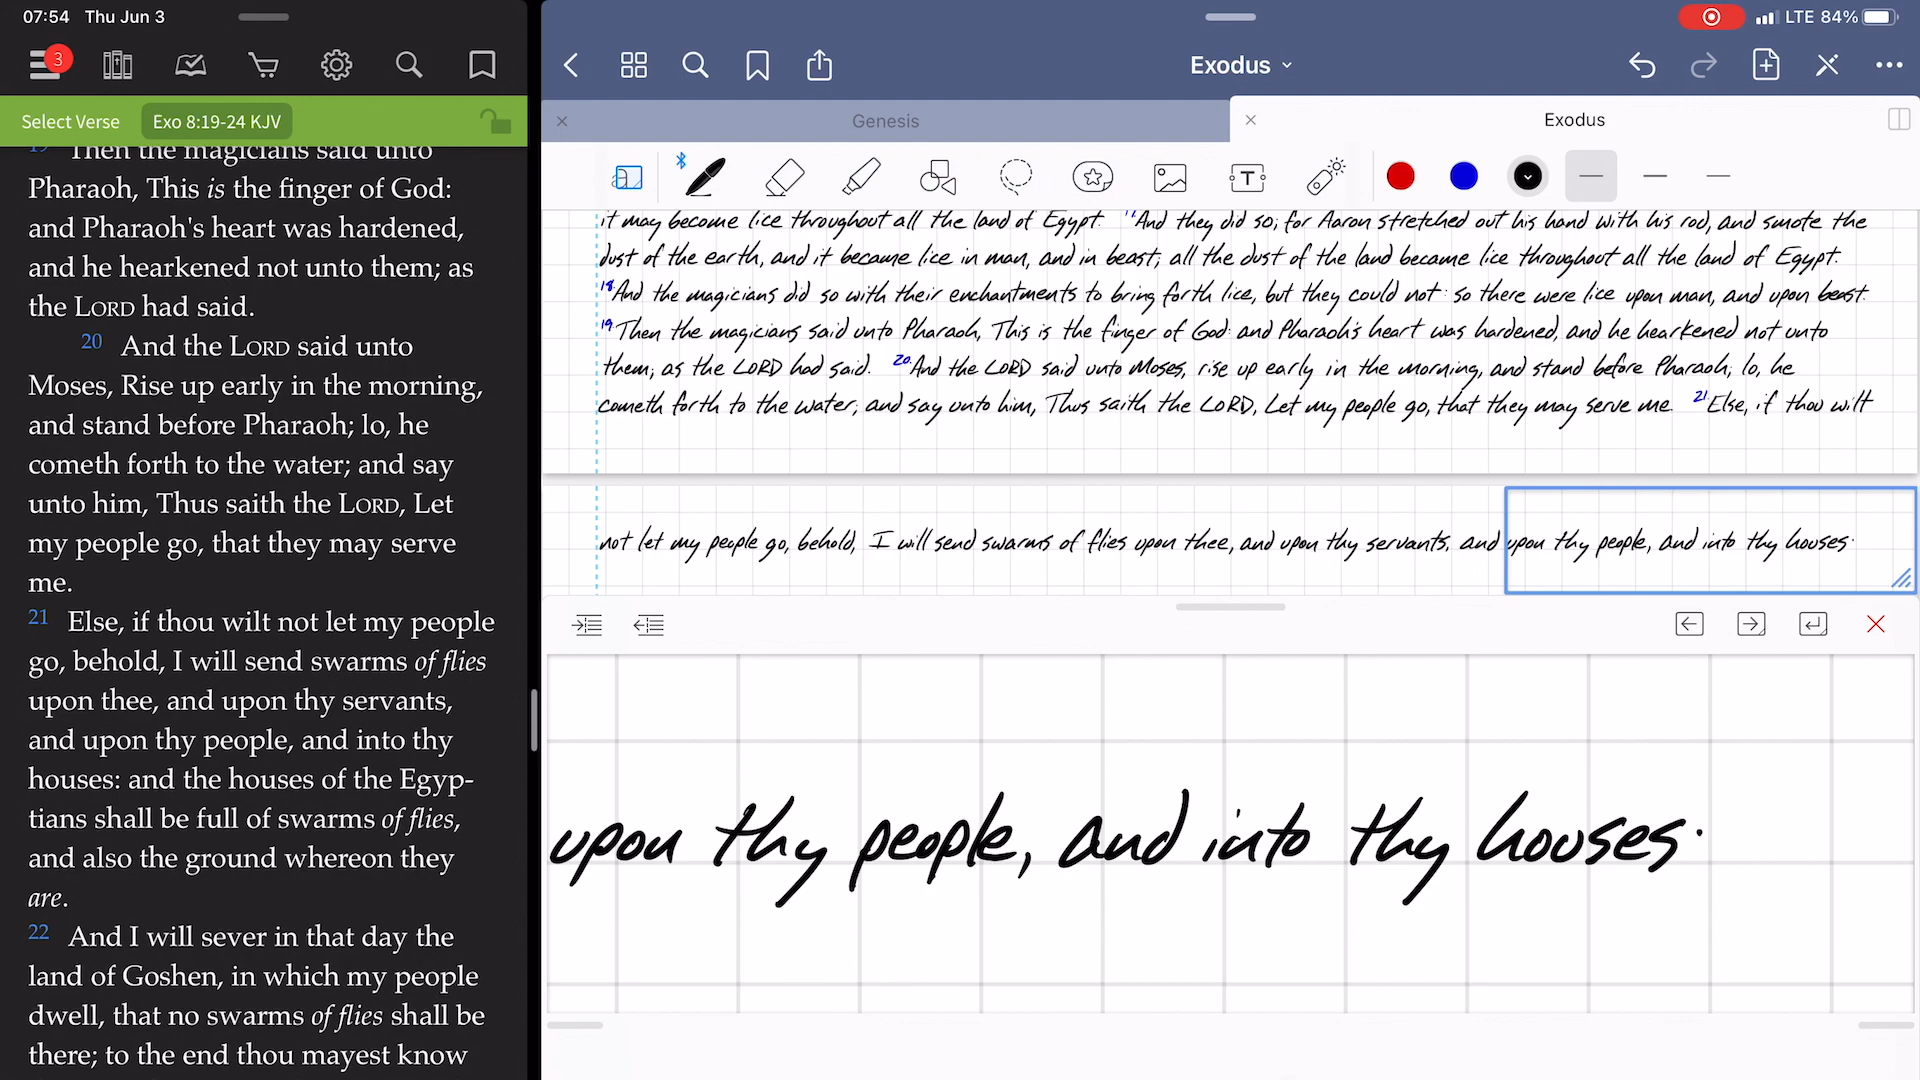 07:54 Thu Jun 3
3
Select Verse Exo 8:19-24 KJV
19 Then the magicians said unto
Pharaoh, This is the finger of God:
and Pharaoh's heart was hardened,
and he hearkened not unto them; as
the LORD had said.
20 And the LORD said unto
Moses, Rise up early in the morning,
and stand before Pharaoh; lo, he
cometh forth to the water; and say
unto him, Thus saith the LORD, Let
my people go, that they may serve
me.
21 Else, if thou wilt not let my people
go, behold, I will send swarms of flies
upon thee, and upon thy servants,
and upon thy people, and into thy
houses: and the houses of the Egyp-
tians shall be full of swarms of flies,
and also the ground whereon they
are.
22 And I will sever in that day the
land of Goshen, in which my people
dwell, that no swarms of flies shall be
there; to the end thou mayest know
LTE 84%
Exodus
Genesis
Exodus
T
it may become lice throughout all the land of Egypt. 17 And they did so; for Aaron stretched out his hand with his rod, and smote the
dust of the earth, and it became lice in man, and in beast; all the dust of the land became lice throughout all the land of Egypt.
18 And the magicians did so with their enchantments to bring forth lice, but they could not: so there were lice upon man, and upon beast.
19 Then the magicians said unto Pharaoh, This is the finger of God: and Pharaoh's heart was hardened, and he hearkened not unto
them; as the LORD had said. 20 And the LORD said unto Moses, rise up early in the morning, and stand before Pharaoh; lo, he
cometh forth to the water; and say unto him, Thus saith the LORD, Let my people go, that they may serve me. 21 Else, if thou wilt
not let my people go, behold, I will send swarms of flies upon thee, and upon thy servants, and upon thy people, and into thy houses.
upon thy people, and into thy houses.